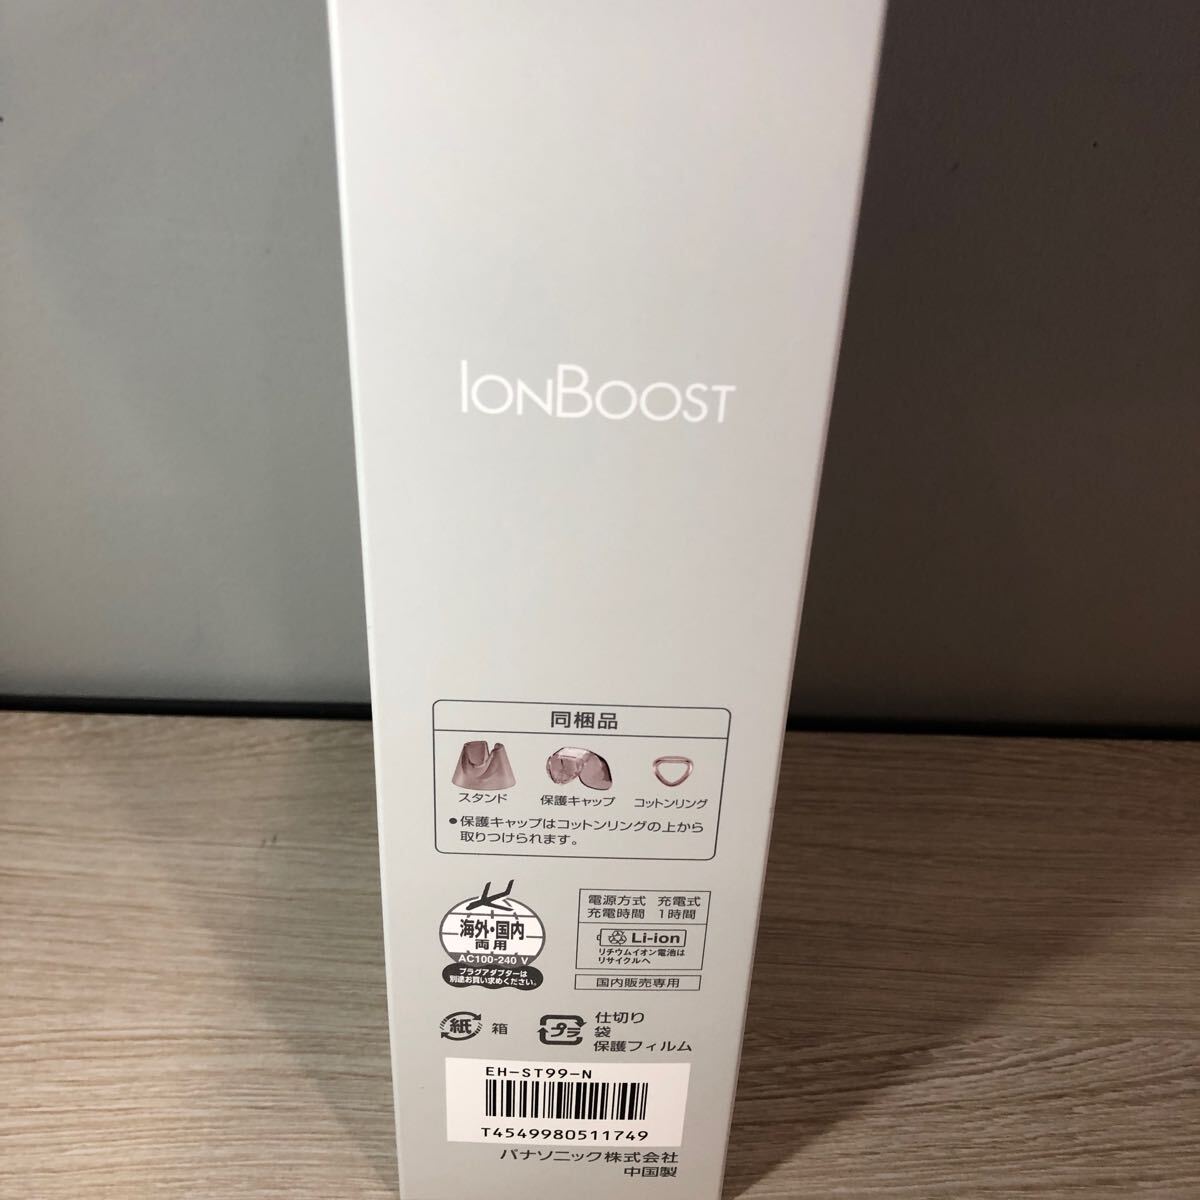 IONBOOST
同梱品
スタンド 保護キャップ コットンリング
●保護キャップはコットンリングの上から
取りつけられます。
海外・国内
両用
AC100-240 V
プラグアダプターは
別途お買い求めください。
電源方式 充電式
充電時間 1時間
Li-ion
リチウムイオン電池は
リサイクルへ
国内販売専用
紙 箱
プラ 仕切り
袋
保護フィルム
EH-ST99-N
T4549980511749
パナソニック株式会社
中国製